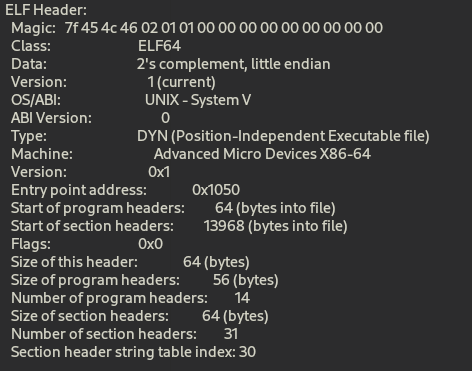 ELF Header:
Magic: 7f 45 4c 46 02 01 01 00 00 00 00 00 00 00 00 00
Class: ELF64
Data: 2's complement, little endian
Version: 1 (current)
OS/ABI: UNIX - System V
ABI Version: 0
Type: DYN (Position-Independent Executable file)
Machine: Advanced Micro Devices X86-64
Version: 0x1
Entry point address: 0x1050
Start of program headers: 64 (bytes into file)
Start of section headers: 13968 (bytes into file)
Flags: 0x0
Size of this header: 64 (bytes)
Size of program headers: 56 (bytes)
Number of program headers: 14
Size of section headers: 64 (bytes)
Number of section headers: 31
Section header string table index: 30